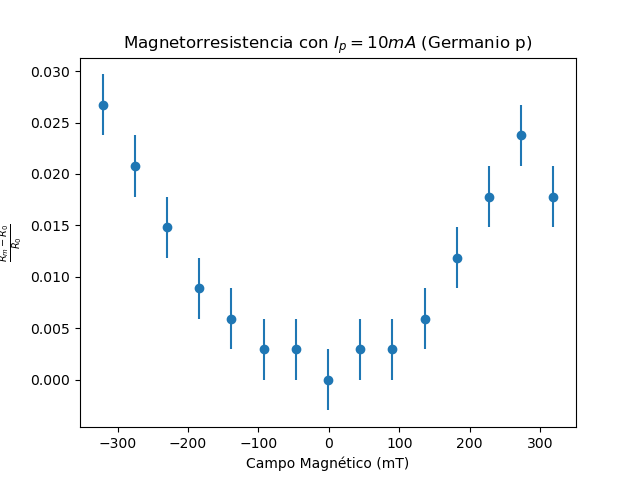 Magnetorresistencia con I_p = 10mA (Germanio p)
0.030
0.025
0.020
0.015
0.010
0.005
0.000
R_m − R_0
R_0
−300 −200 −100 0 100 200 300
Campo Magnético (mT)